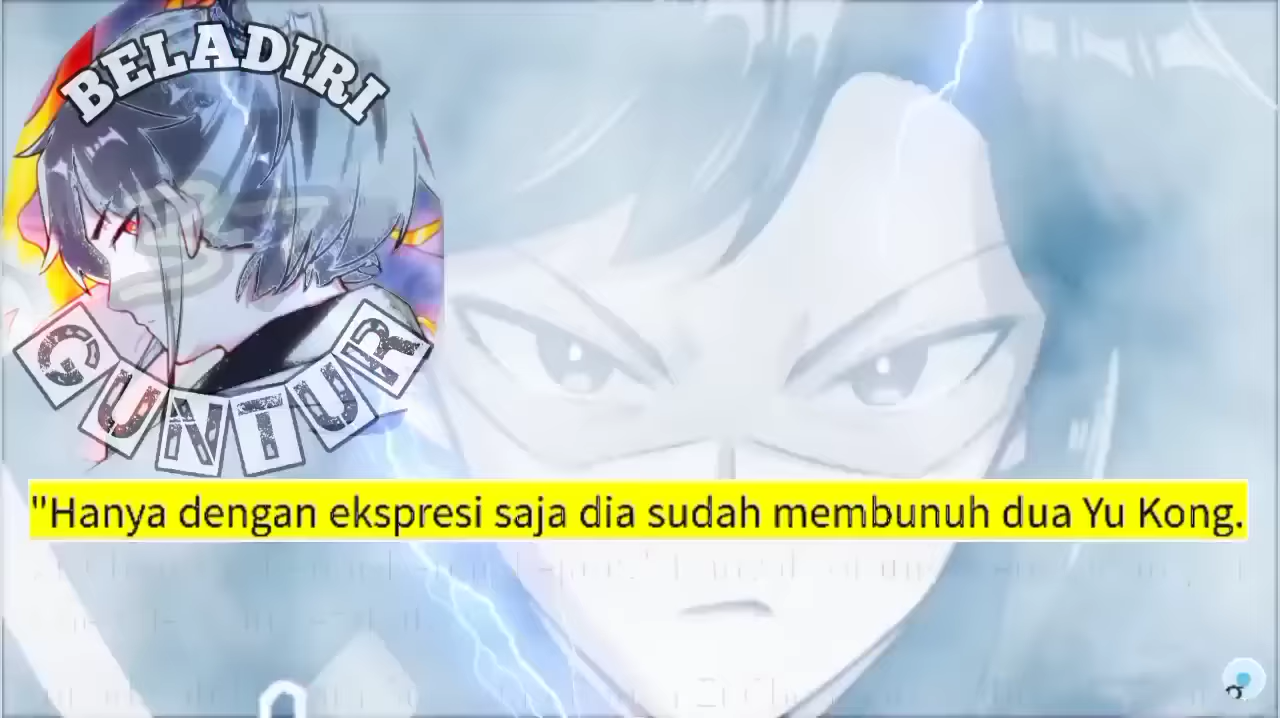 BELADIRI
GUNTUR
"Hanya dengan ekspresi saja dia sudah membunuh dua Yu Kong.